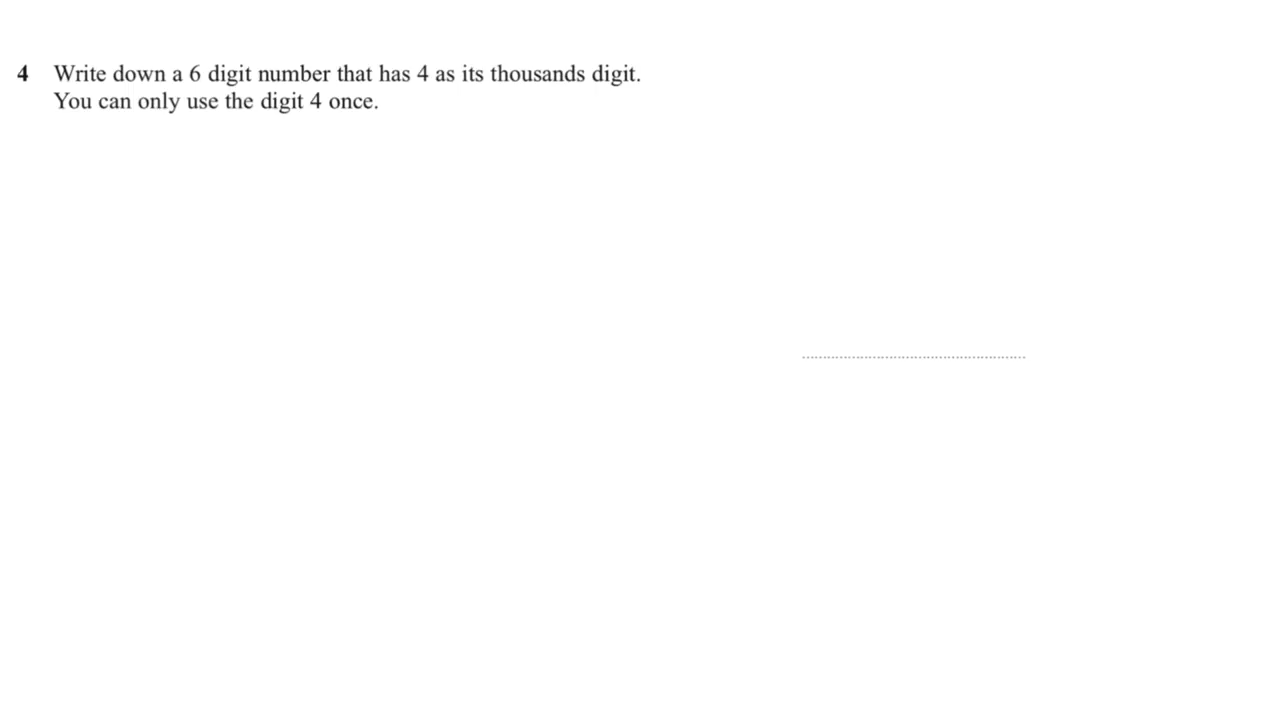 4 Write down a 6 digit number that has 4 as its thousands digit.
You can only use the digit 4 once.